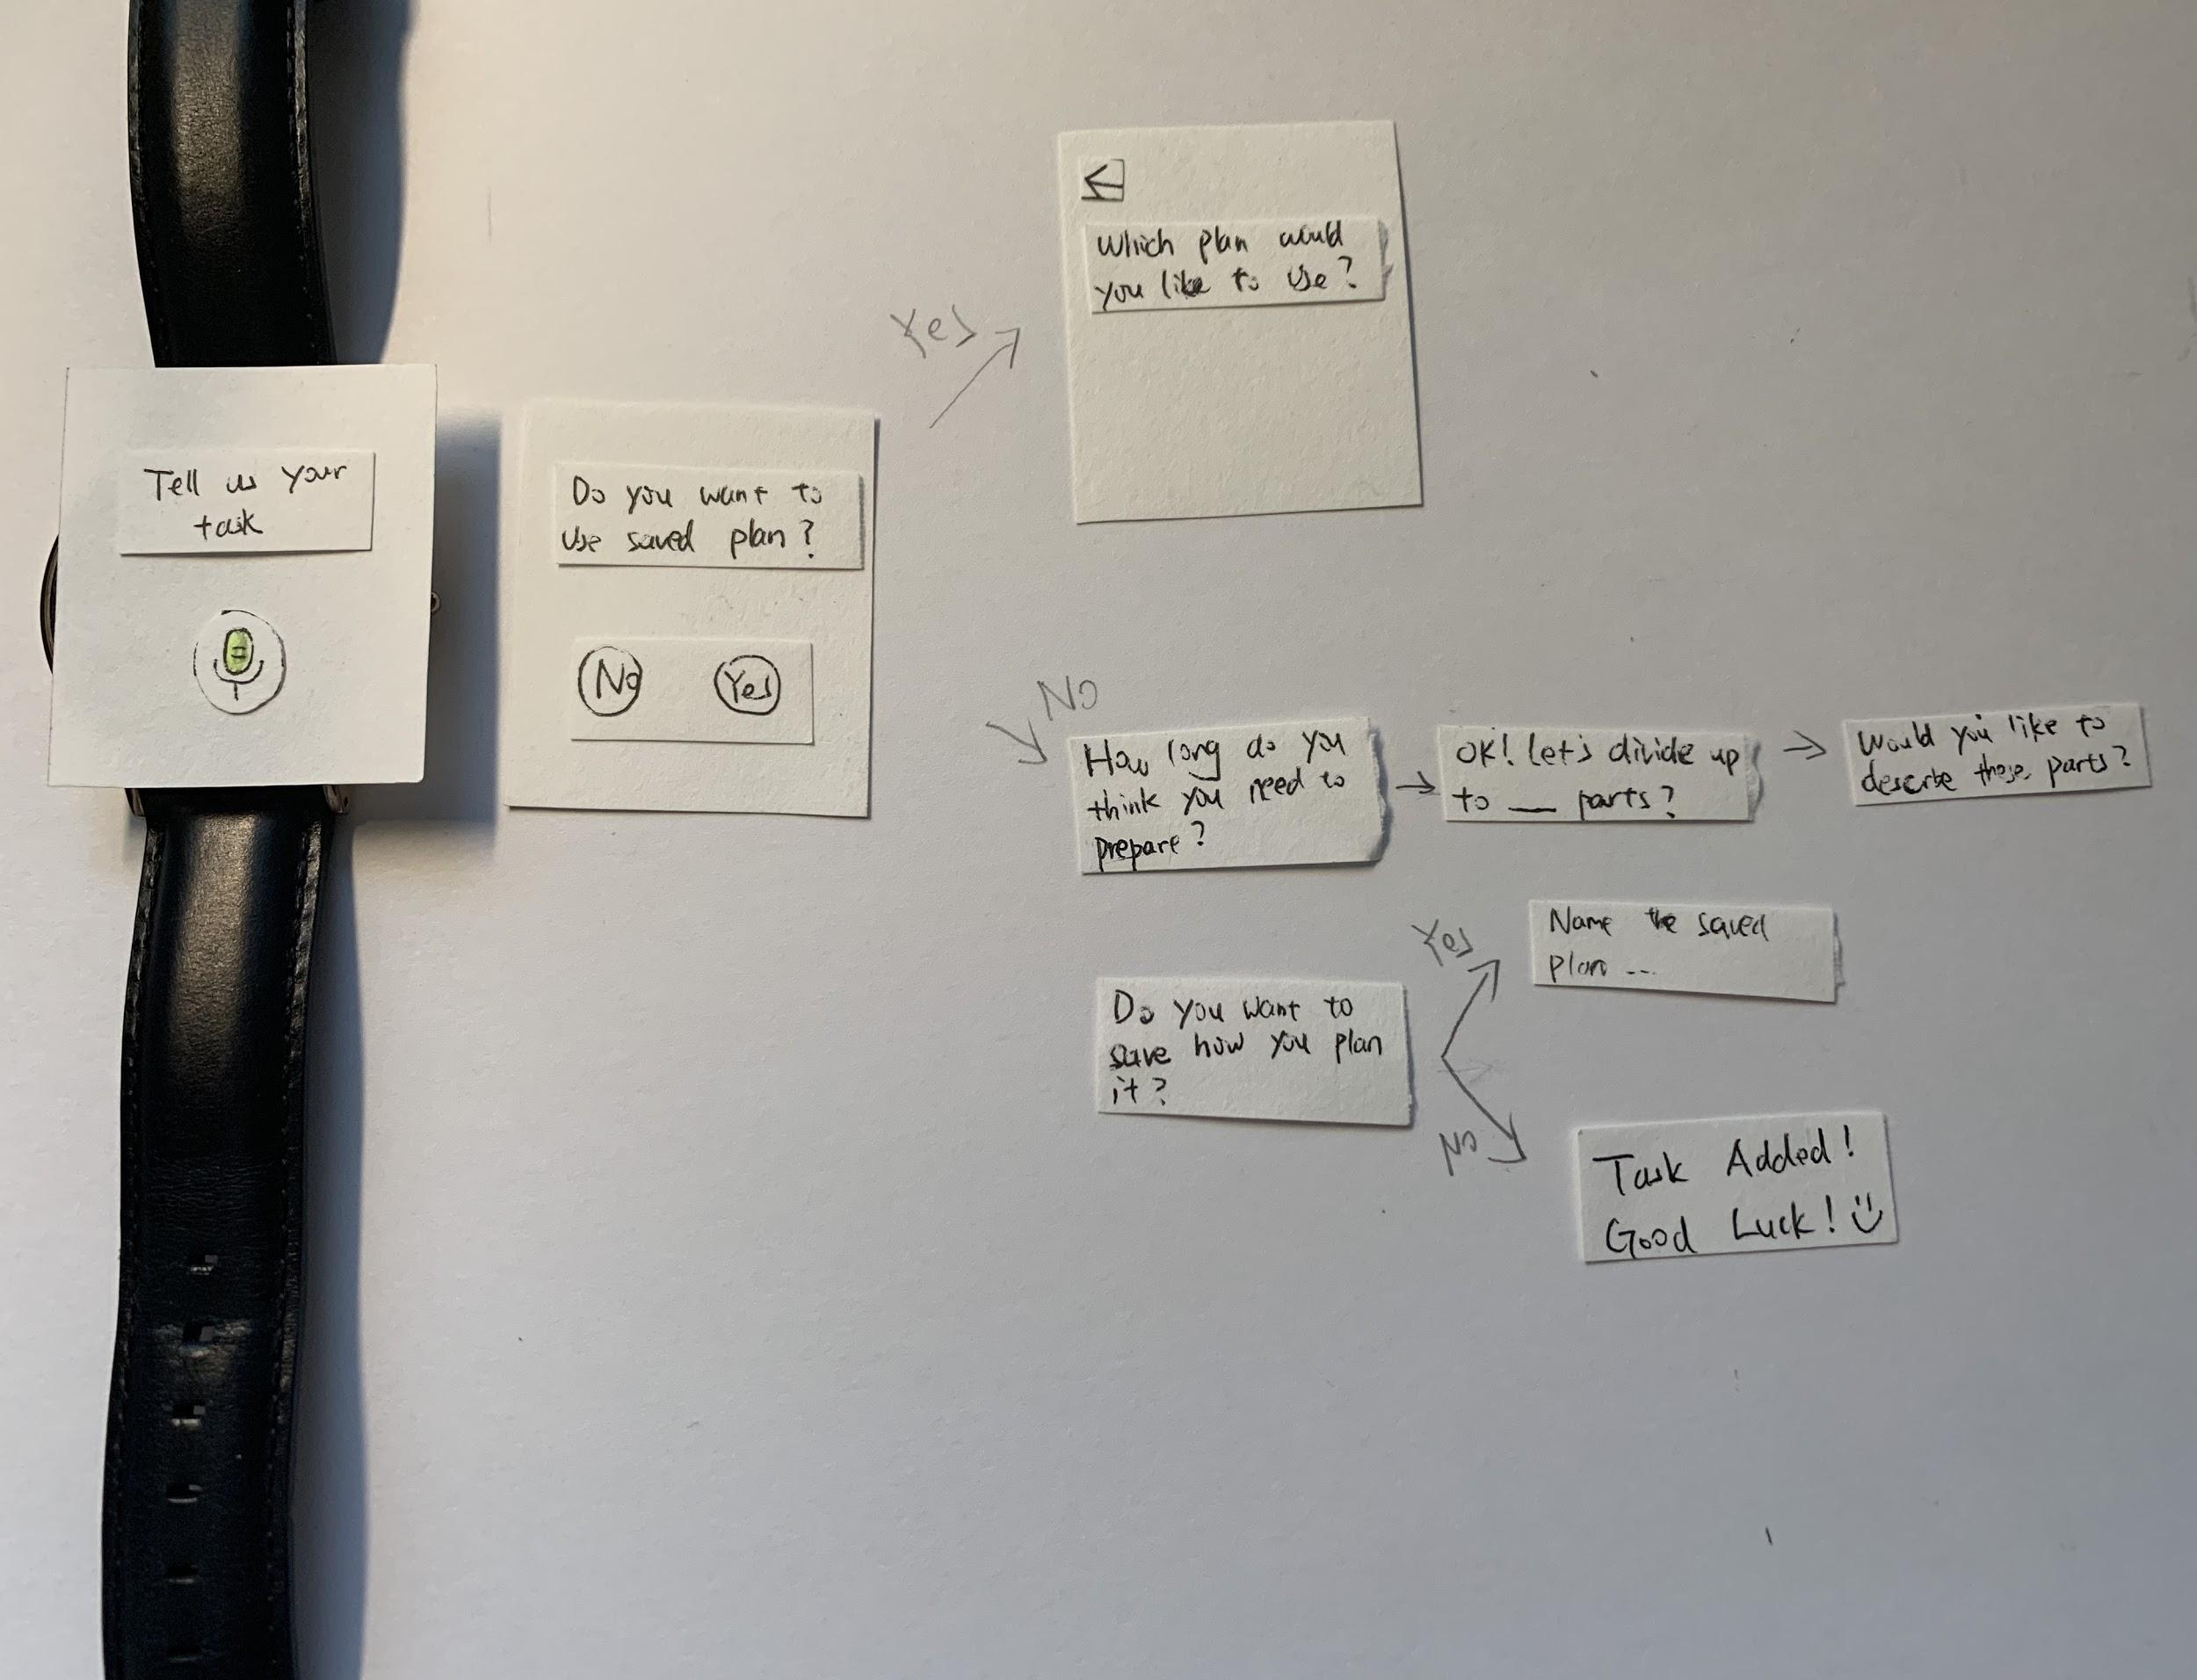 Tell us your
task
Do you want to
use saved plan?
No
Yes
Yes
Which plan would
you like to use?
No
How long do you
think you need to
prepare?
OK! let's divide up
to __ parts?
Would you like to
describe these parts?
Do you want to
save how you plan
it?
Yes
Name the saved
plan ...
No
Task Added!
Good Luck!